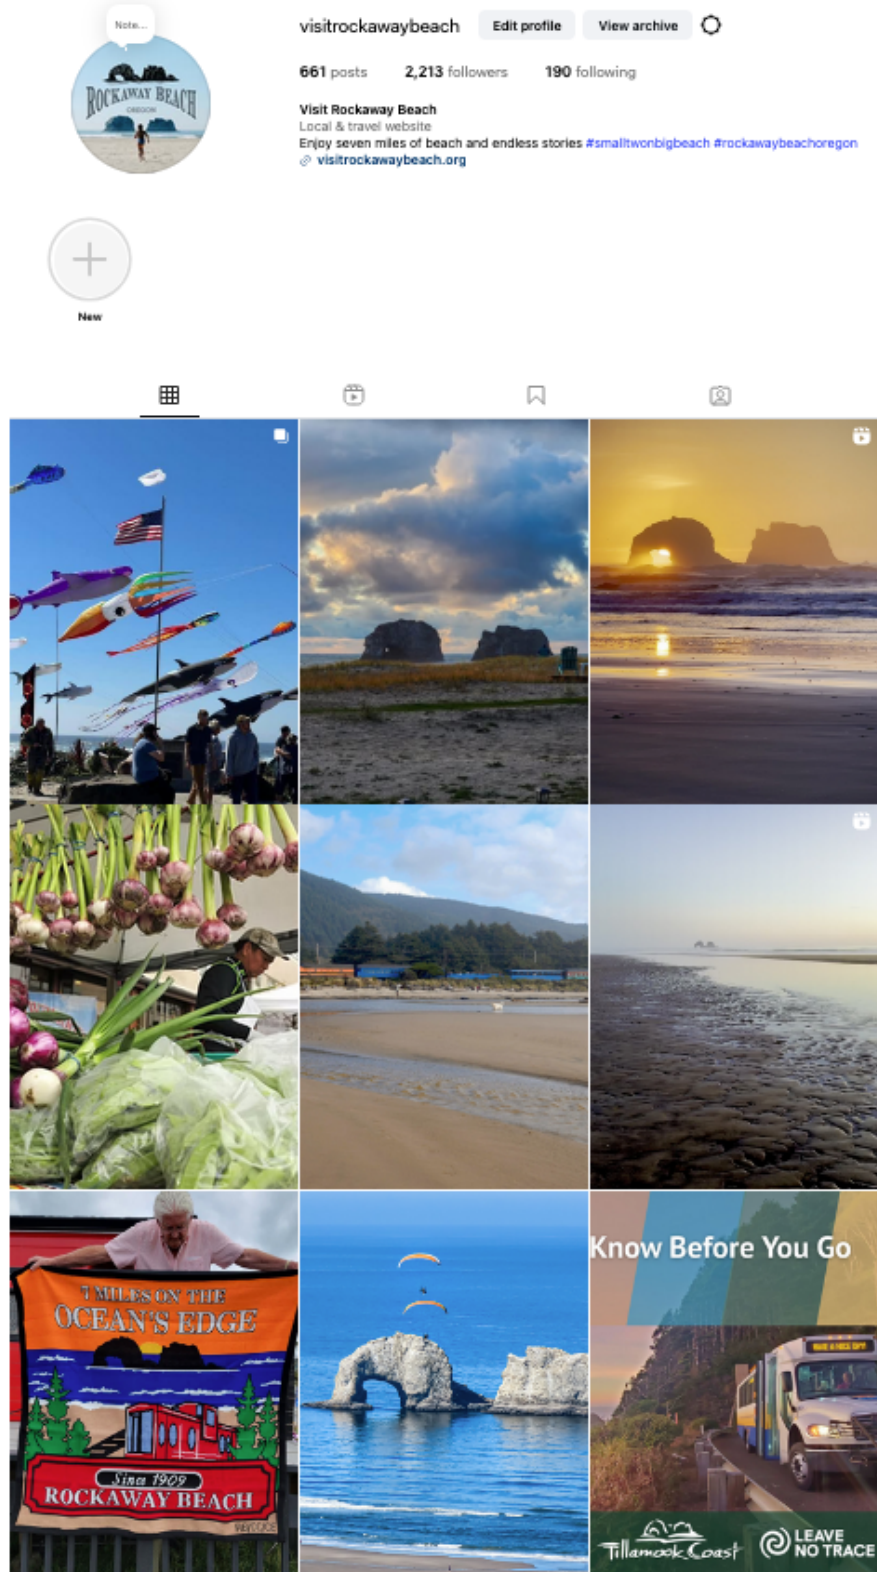 Note...
visitrockawaybeach
Edit profile
View archive
661 posts
2,213 followers
190 following
Visit Rockaway Beach
Local & travel website
Enjoy seven miles of beach and endless stories #smalltwonbigbeach #rockawaybeachoregon
visitrockawaybeach.org
ROCKAWAY BEACH
OREGON
New
7 MILES ON THE
OCEAN'S EDGE
Since 1909
ROCKAWAY BEACH
Know Before You Go
Tillamook Coast
LEAVE
NO TRACE